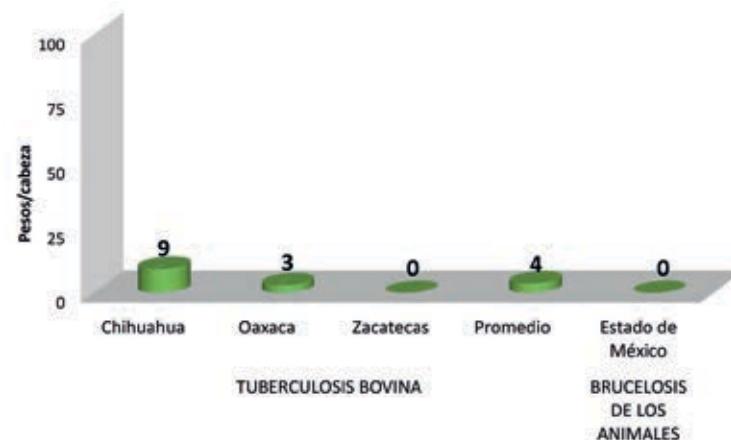 Pesos/cabeza
100
75
50
25
0
9
3
0
4
0
Chihuahua
Oaxaca
Zacatecas
Promedio
Estado de
México
TUBERCULOSIS BOVINA
BRUCELOSIS
DE LOS
ANIMALES